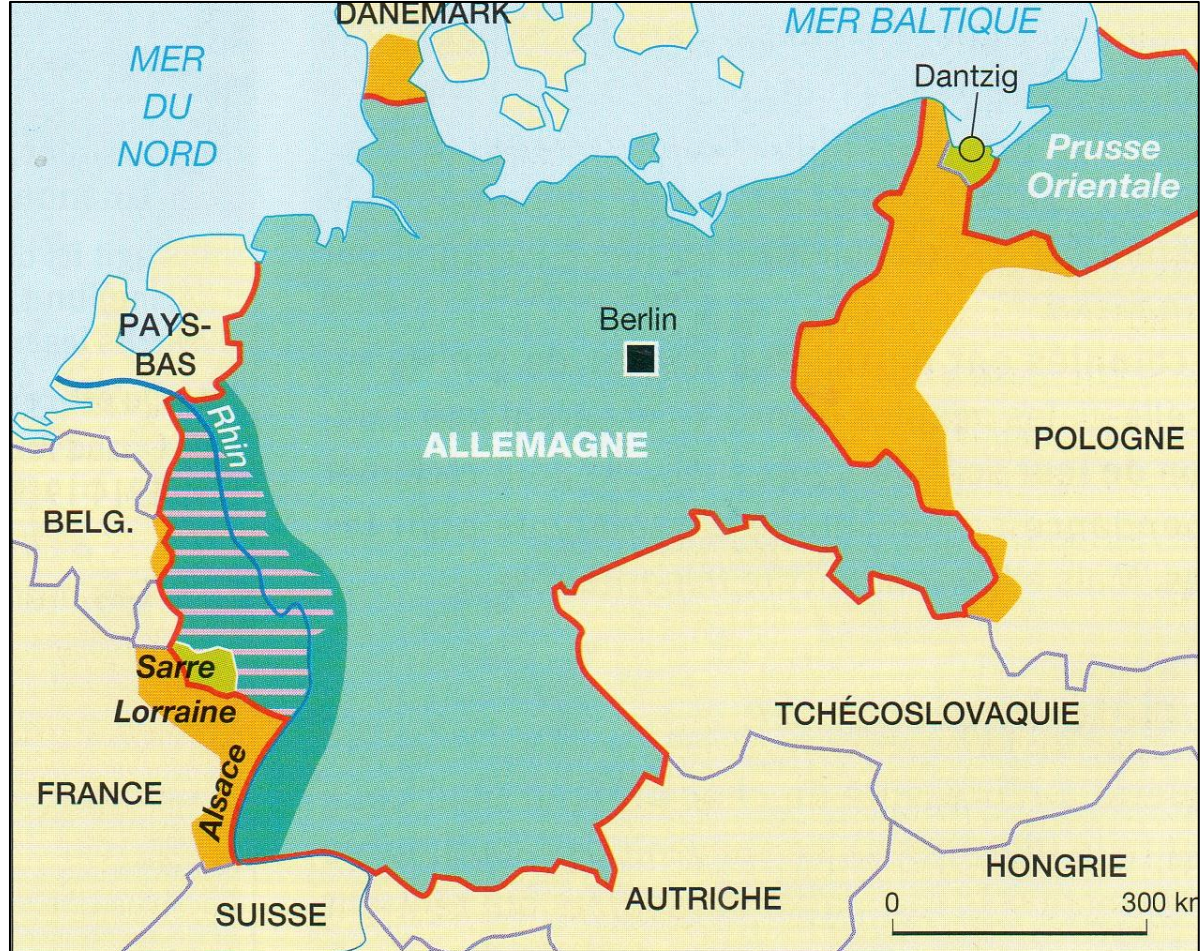 DANEMARK
MER BALTIQUE
MER
DU
NORD
Dantzig
Prusse
Orientale
PAYS-
BAS
Berlin
Rhin
ALLEMAGNE
POLOGNE
BELG.
Sarre
Lorraine
Alsace
TCHÉCOSLOVAQUIE
FRANCE
HONGRIE
AUTRICHE
SUISSE
0 300 km